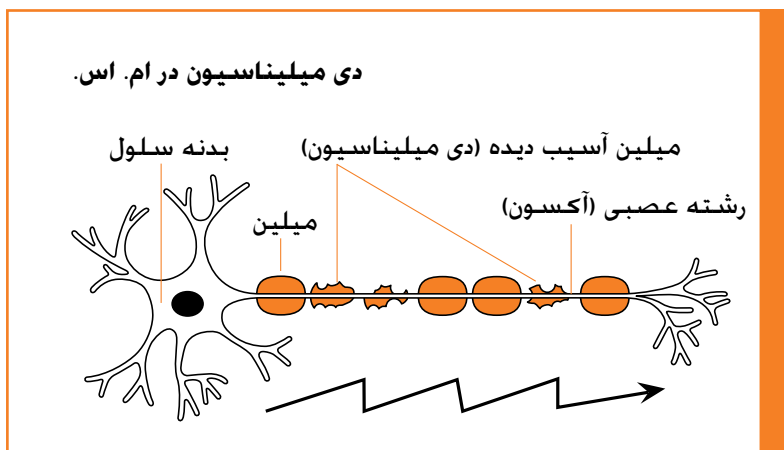 دی میلیناسیون در ام. اس.
میلین آسیب دیده (دی میلیناسیون)
بدنه سلول
رشته عصبی (آکسون)
میلین